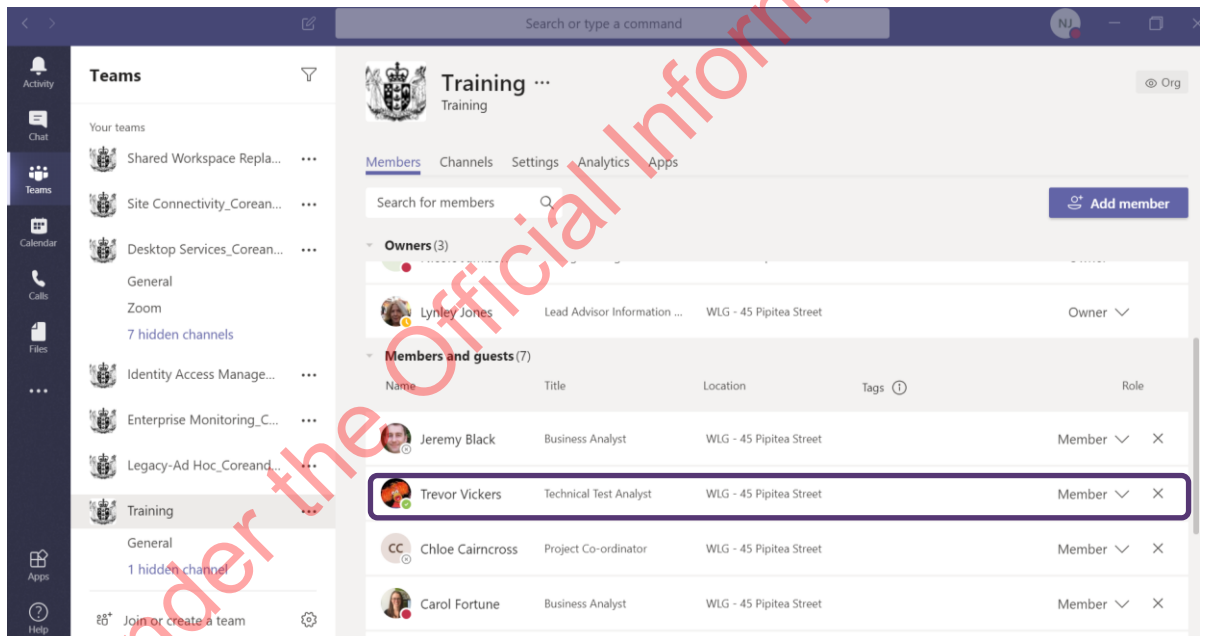 Search or type a command
NJ
Activity
Chat
Teams
Calendar
Calls
Files
Apps
Help
Teams
Your teams
Shared Workspace Repla...
Site Connectivity_Corean...
Desktop Services_Corean...
General
Zoom
7 hidden channels
Identity Access Manage...
Enterprise Monitoring_C...
Legacy-Ad Hoc_Coreand...
Training
General
1 hidden channel
Join or create a team
Training
Training
Org
Members Channels Settings Analytics Apps
Search for members
Add member
Owners (3)
Lynley Jones Lead Advisor Information ... WLG - 45 Pipitea Street Owner
Members and guests (7)
Name Title Location Tags Role
Jeremy Black Business Analyst WLG - 45 Pipitea Street Member
Trevor Vickers Technical Test Analyst WLG - 45 Pipitea Street Member
CC Chloe Cairncross Project Co-ordinator WLG - 45 Pipitea Street Member
Carol Fortune Business Analyst WLG - 45 Pipitea Street Member
the Official